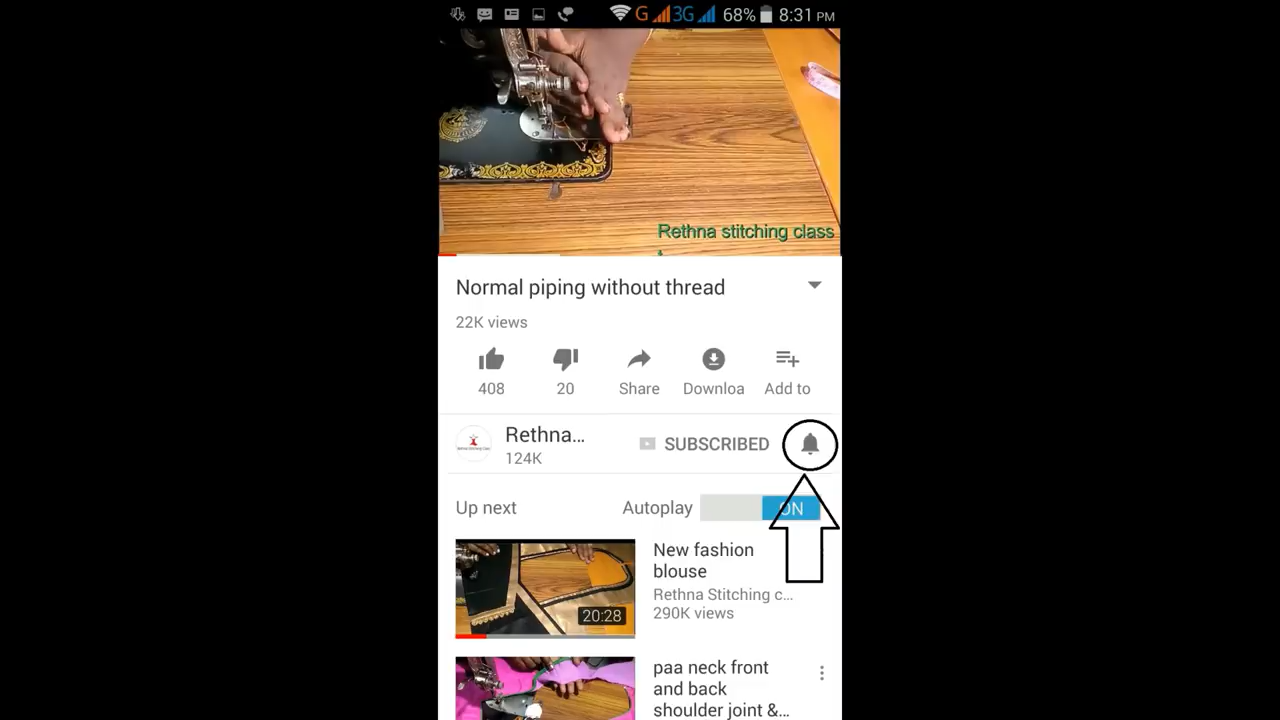 G 3G 68% 8:31 PM
Rethna stitching class
Normal piping without thread
22K views
408 20 Share Downloa Add to
Rethna…
124K
SUBSCRIBED
Up next Autoplay ON
New fashion
blouse
Rethna Stitching c…
290K views
20:28
paa neck front
and back
shoulder joint &…